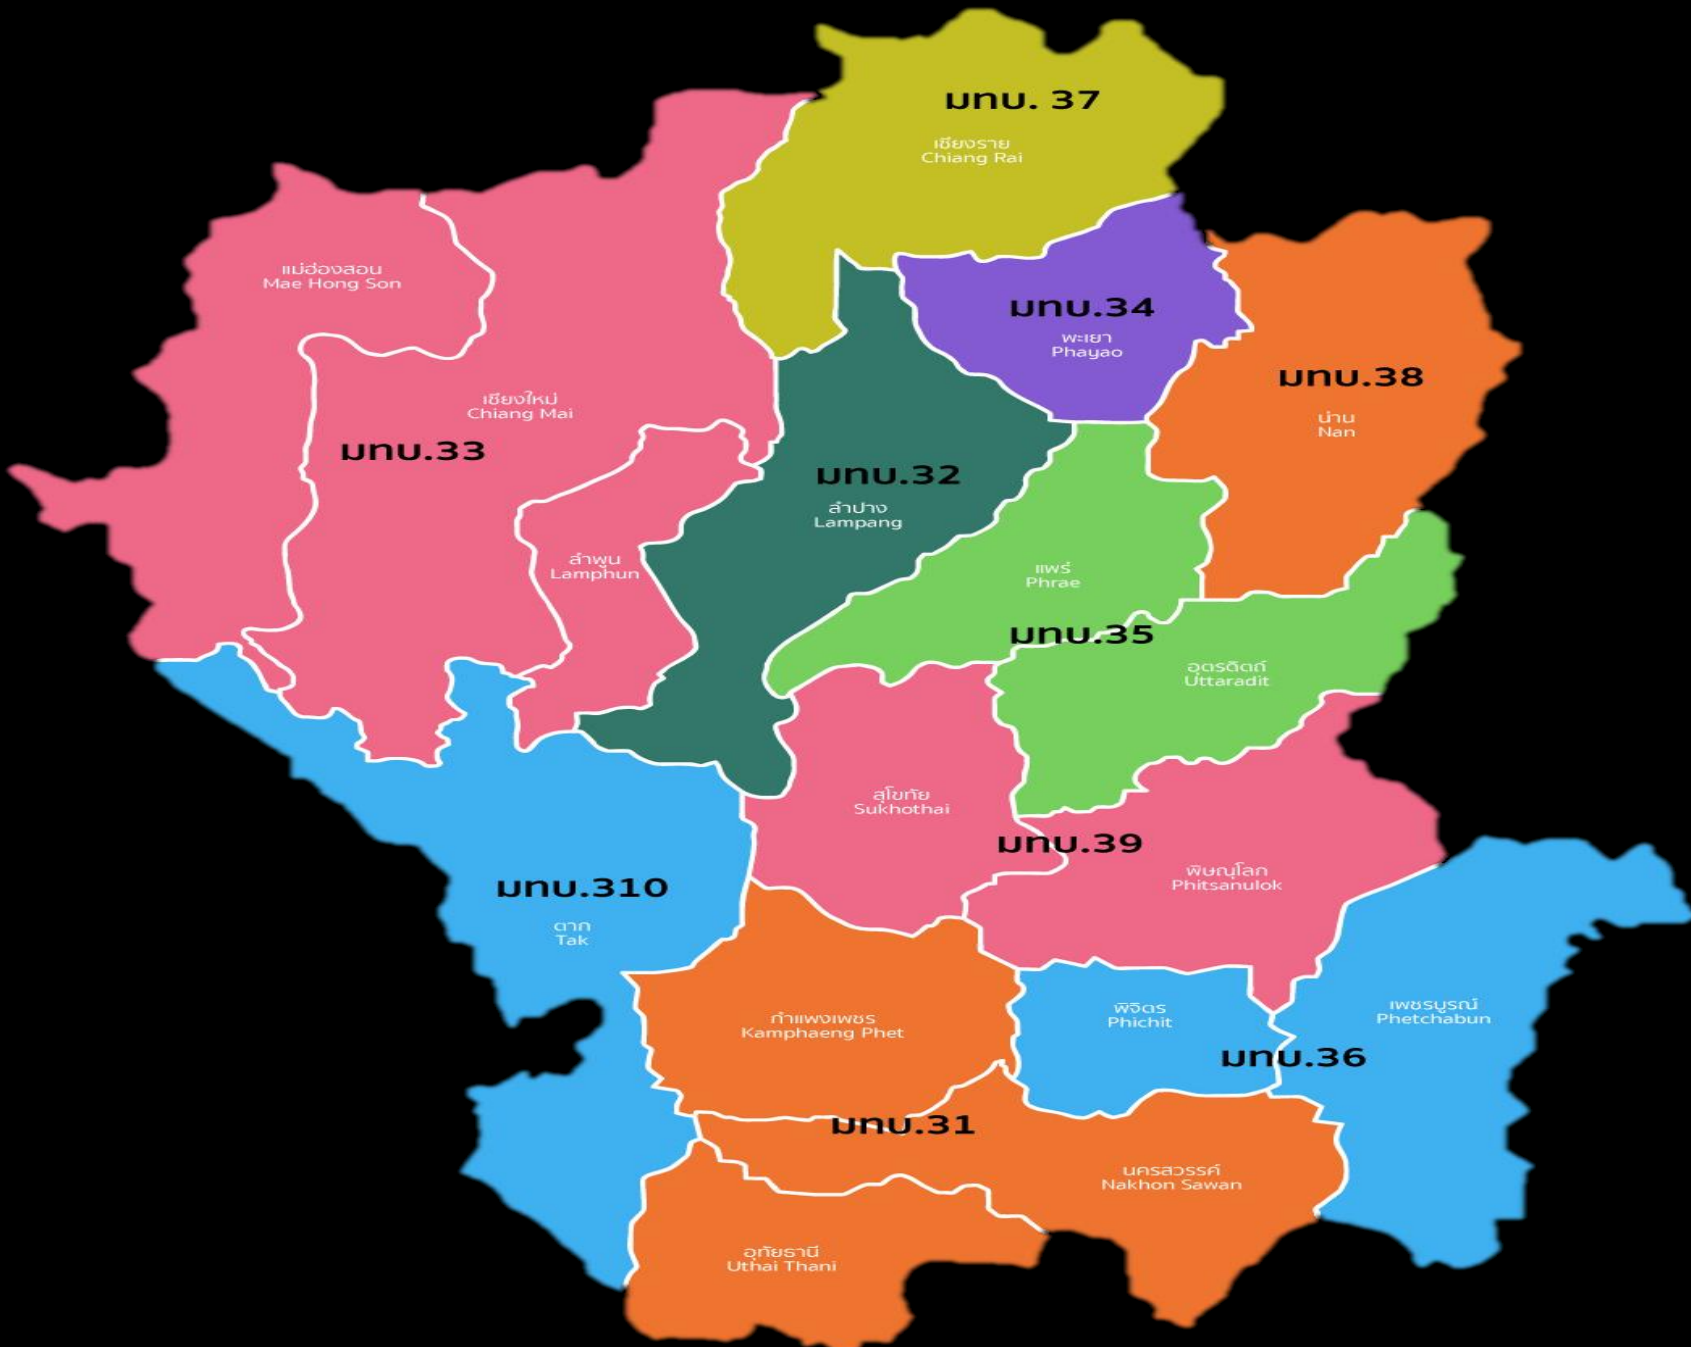 มทบ. 37
เชียงราย
Chiang Rai
แม่ฮ่องสอน
Mae Hong Son
มทบ.34
พะเยา
Phayao
มทบ.38
น่าน
Nan
เชียงใหม่
Chiang Mai
มทบ.33
มทบ.32
ลำปาง
Lampang
ลำพูน
Lamphun
แพร่
Phrae
มทบ.35
อุตรดิตถ์
Uttaradit
สุโขทัย
Sukhothai
มทบ.39
พิษณุโลก
Phitsanulok
มทบ.310
ตาก
Tak
กำแพงเพชร
Kamphaeng Phet
พิจิตร
Phichit
เพชรบูรณ์
Phetchabun
มทบ.36
มทบ.31
นครสวรรค์
Nakhon Sawan
อุทัยธานี
Uthai Thani